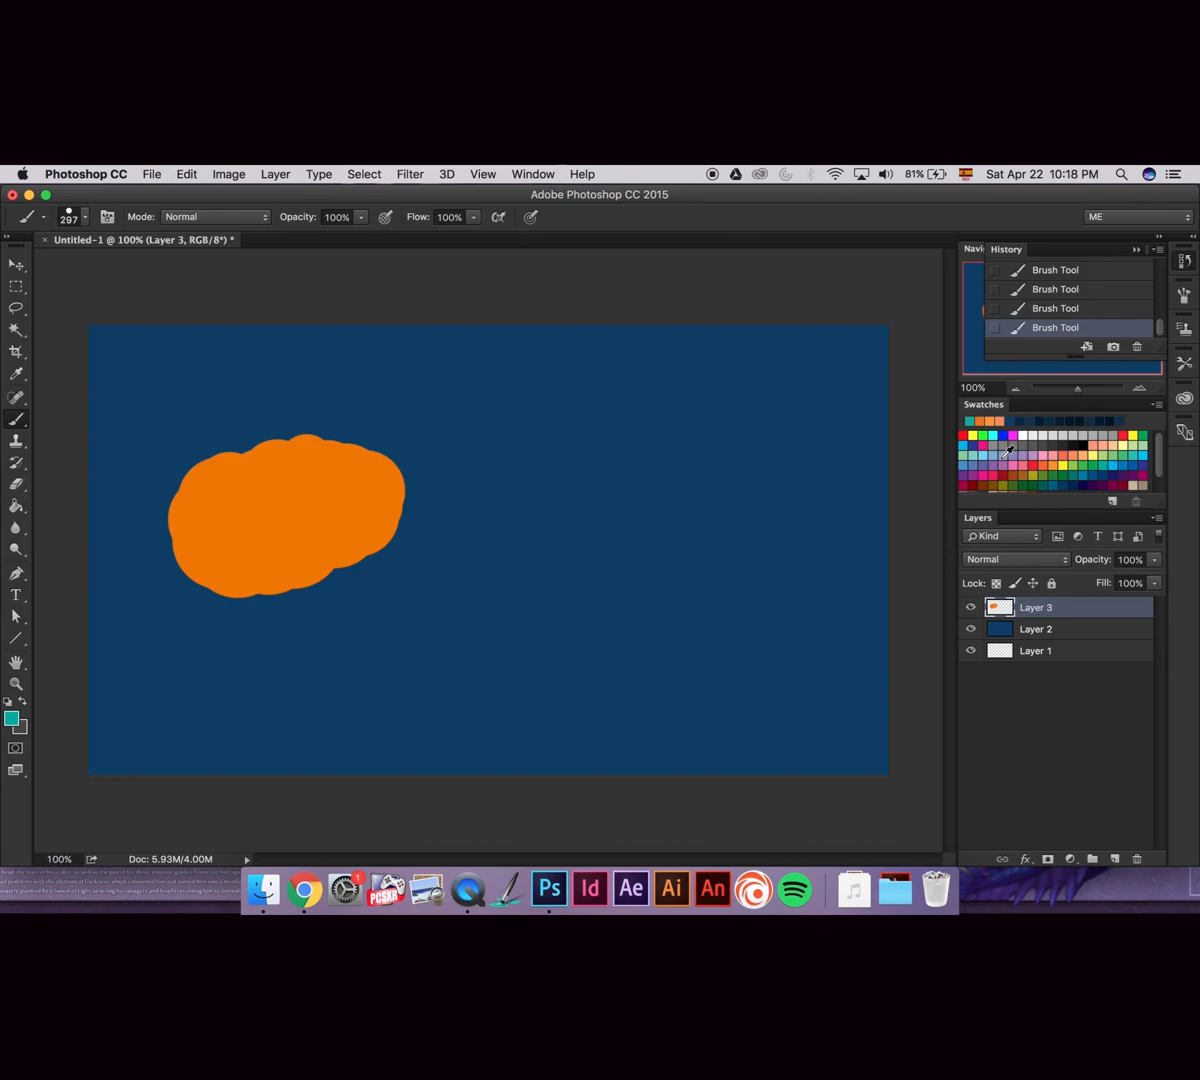 Photoshop CC File Edit Image Layer Type Select Filter 3D View Window Help 81% ISO Sat Apr 22 10:18 PM
Adobe Photoshop CC 2015
297 Mode: Normal Opacity: 100% Flow: 100% ME
Untitled-1 @ 100% (Layer 3, RGB/8*) *
Navi History
Brush Tool
Brush Tool
Brush Tool
Brush Tool
100%
Swatches
Layers
Kind
Normal Opacity: 100%
Lock: Fill: 100%
Layer 3
Layer 2
Layer 1
100% Doc: 5.93M/4.00M
1 PCSXR Ps Id Ae Ai An